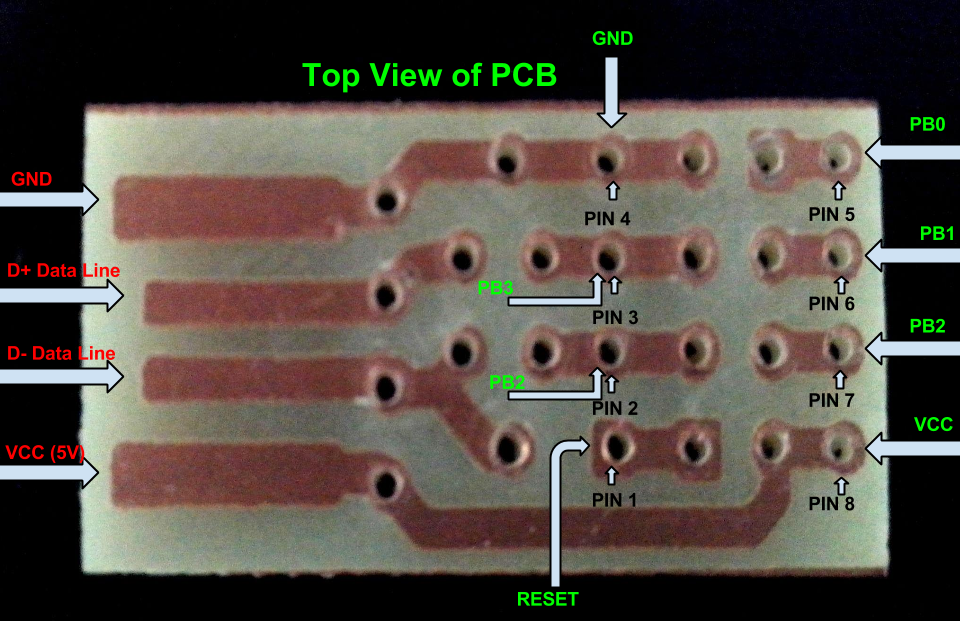 GND
Top View of PCB
PB0
GND
PIN 4
PIN 5
PB1
D+ Data Line
PB3
PIN 6
PIN 3
PB2
D- Data Line
PB2
PIN 7
PIN 2
VCC
VCC (5V)
PIN 1
PIN 8
RESET